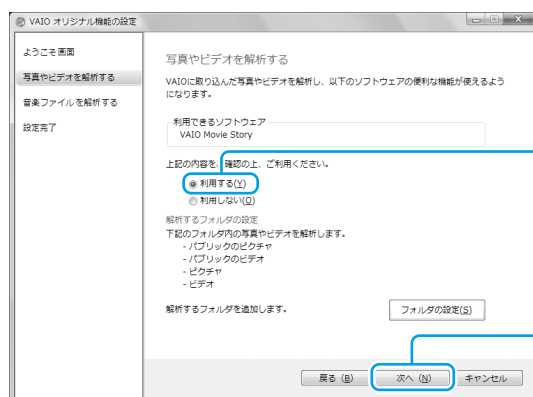 VAIO オリジナル機能の設定
ようこそ画面
写真やビデオを解析する
音楽ファイルを解析する
設定完了
写真やビデオを解析する
VAIOに取り込んだ写真やビデオを解析し、以下のソフトウェアの便利な機能が使えるよう
になります。
利用できるソフトウェア
VAIO Movie Story
上記の内容を、確認の上、ご利用ください。
利用する(Y)
利用しない(O)
解析するフォルダの設定
下記のフォルダ内の写真やビデオを解析します。
- パブリックのピクチャ
- パブリックのビデオ
- ピクチャ
- ビデオ
解析するフォルダを追加します。
フォルダの設定(S)
戻る (B)
次へ (N)
キャンセル